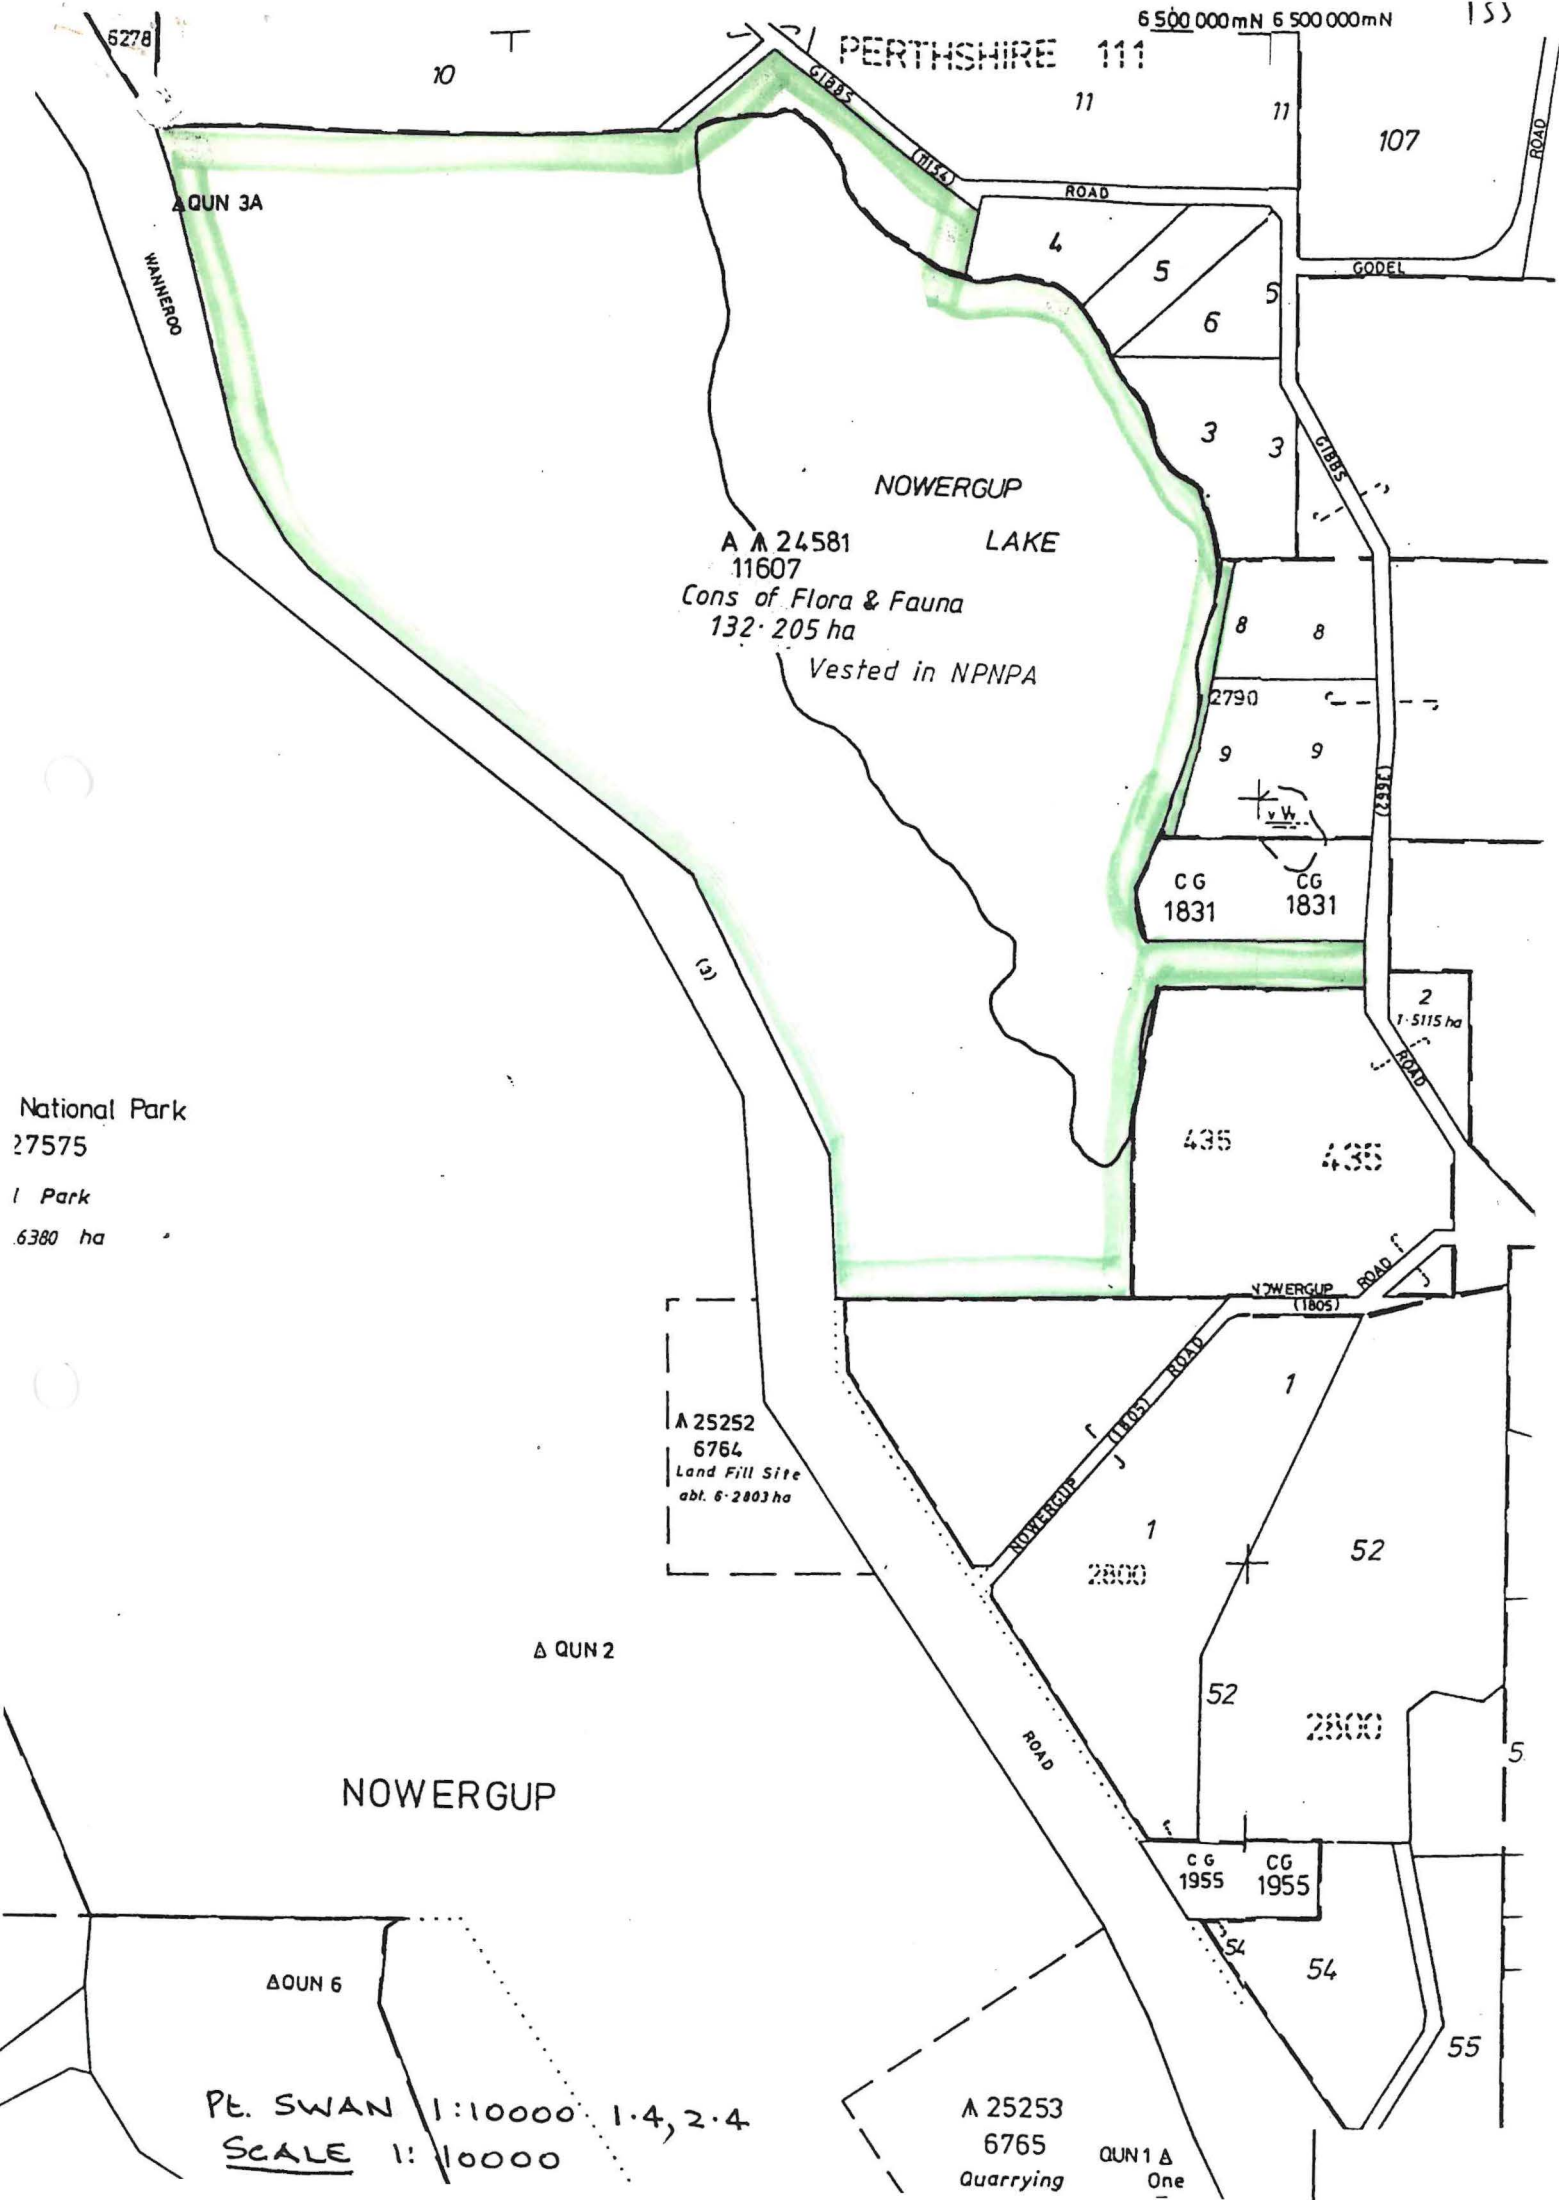 6500 000mN 6 500 000mN
155
6278
10
PERTHSHIRE 111
GIBBS
11
11
107
ROAD
(1154)
ROAD
QUN 3A
WANNEROO
4
5
5
6
GODEL
3
3
GIBBS
NOWERGUP
LAKE
A 24581
11607
Cons of Flora & Fauna
132·205 ha
Vested in NPNPA
8
8
2790
9
9
(3662)
v W
CG
1831
CG
1831
(3)
2
1·5115 ha
ROAD
National Park
27575
l Park
.6380 ha
435
435
NOWERGUP
(1805)
ROAD
ROAD
(1805)
NOWERGUP
1
1
2800
52
52
2800
5
25252
6764
Land Fill Site
abt. 6·2803 ha
QUN 2
ROAD
NOWERGUP
CG
1955
CG
1955
54
54
55
QUN 6
Pt. SWAN 1:10000 1·4, 2·4
SCALE 1:10000
25253
6765
Quarrying
QUN 1
One